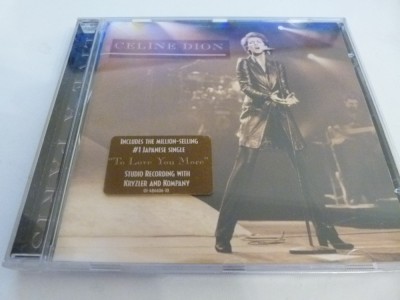 CELINE DION
INCLUDES THE MILLION-SELLING
#1 JAPANESE SINGLE
"To Love You More"
STUDIO RECORDING WITH
KRYZLER AND KOMPANY